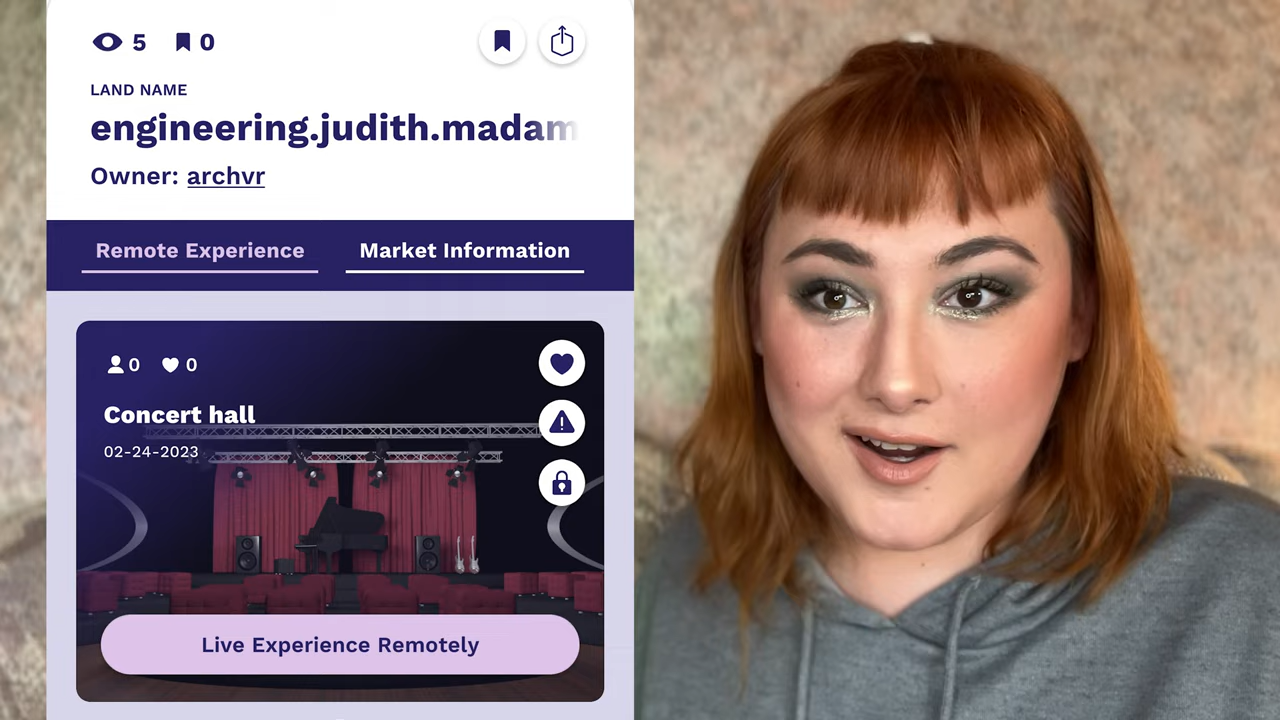 5 0
LAND NAME
engineering.judith.madam
Owner: archvr
Remote Experience Market Information
0 0
Concert hall
02-24-2023
Live Experience Remotely